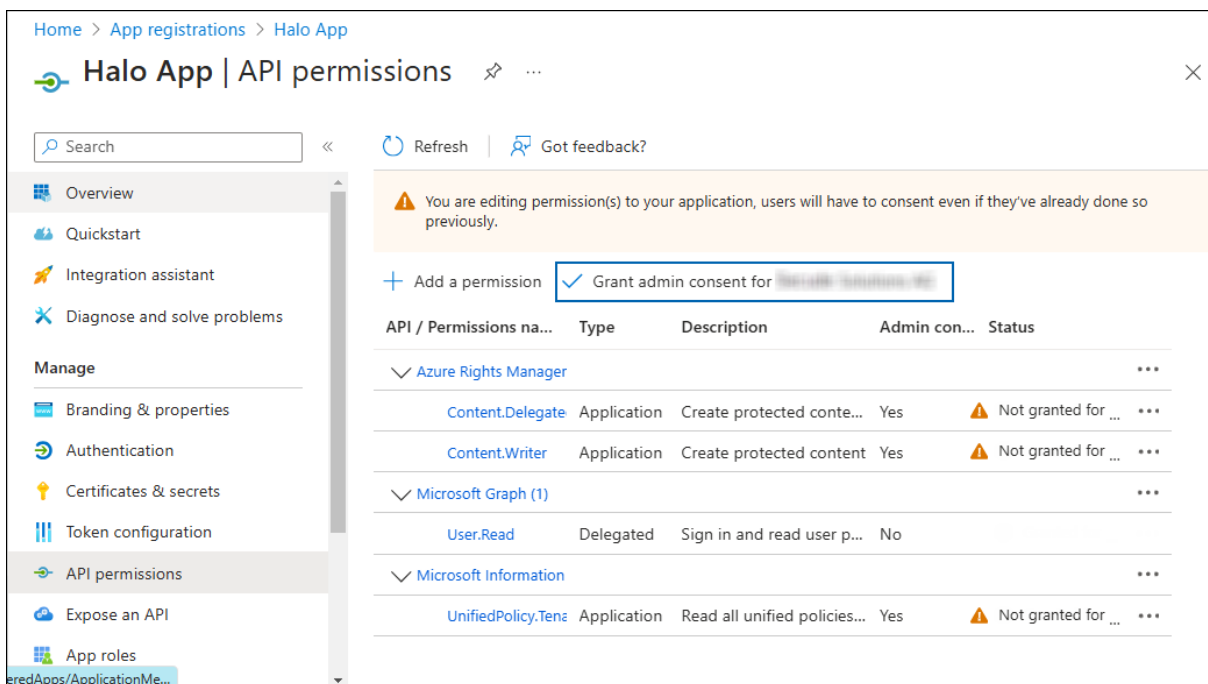 Home > App registrations > Halo App
Halo App | API permissions ...
Search «
Refresh Got feedback?
Overview
Quickstart
Integration assistant
Diagnose and solve problems
Manage
Branding & properties
Authentication
Certificates & secrets
Token configuration
API permissions
Expose an API
App roles
eredApps/ApplicationMe...
You are editing permission(s) to your application, users will have to consent even if they've already done so
previously.
Add a permission Grant admin consent for
API / Permissions na... Type Description Admin con... Status
Azure Rights Manager ...
Content.Delegate Application Create protected conte... Yes Not granted for ... ...
Content.Writer Application Create protected content Yes Not granted for ... ...
Microsoft Graph (1) ...
User.Read Delegated Sign in and read user p... No
Microsoft Information ...
UnifiedPolicy.Tena Application Read all unified policies... Yes Not granted for ... ...